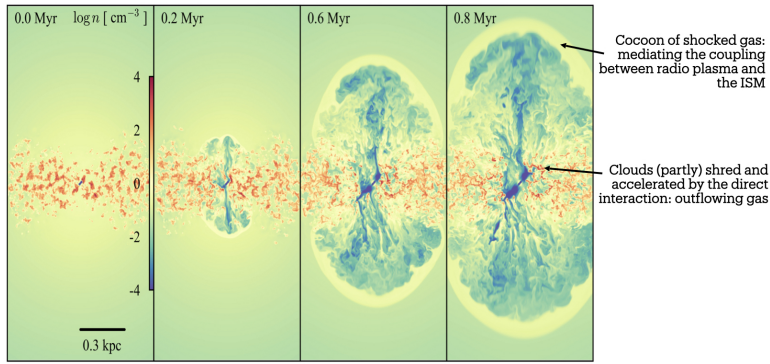 0.0 Myr
log n [ cm⁻³ ]
0.2 Myr
0.6 Myr
0.8 Myr
4
2
0
-2
-4
0.3 kpc
Cocoon of shocked gas:
mediating the coupling
between radio plasma and
the ISM
Clouds (partly) shred and
accelerated by the direct
interaction: outflowing gas